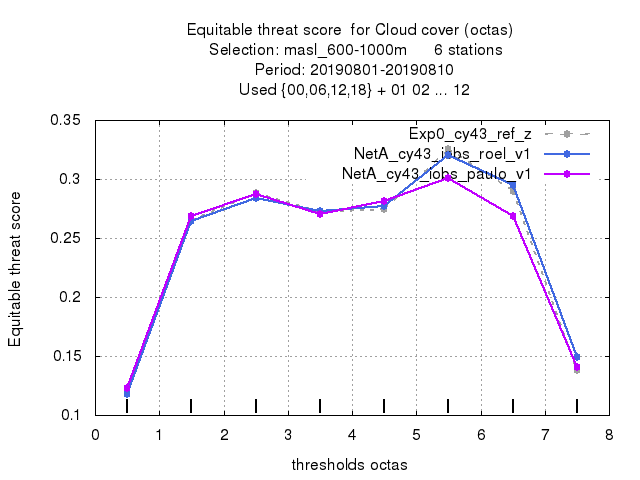 Equitable threat score for Cloud cover (octas)
Selection: masl_600-1000m 6 stations
Period: 20190801-20190810
Used {00,06,12,18} + 01 02 ... 12
Exp0_cy43_ref_z
NetA_cy43_jobs_roel_v1
NetA_cy43_jobs_paulo_v1
0.35
0.3
0.25
0.2
0.15
0.1
Equitable threat score
0 1 2 3 4 5 6 7 8
thresholds octas